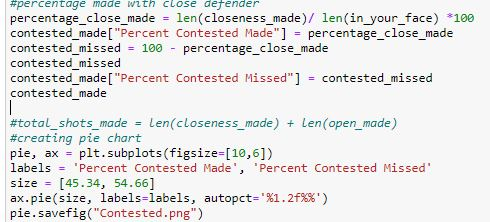 #percentage made with close defender
percentage_close_made = len(closeness_made)/ len(in_your_face) *100
contested_made["Percent Contested Made"] = percentage_close_made
contested_missed = 100 - percentage_close_made
contested_missed
contested_made["Percent Contested Missed"] = contested_missed
contested_made
#total_shots_made = len(closeness_made) + len(open_made)
#creating pie chart
pie, ax = plt.subplots(figsize=[10,6])
labels = 'Percent Contested Made', 'Percent Contested Missed'
size = [45.34, 54.66]
ax.pie(size, labels=labels, autopct='%1.2f%%')
pie.savefig("Contested.png")